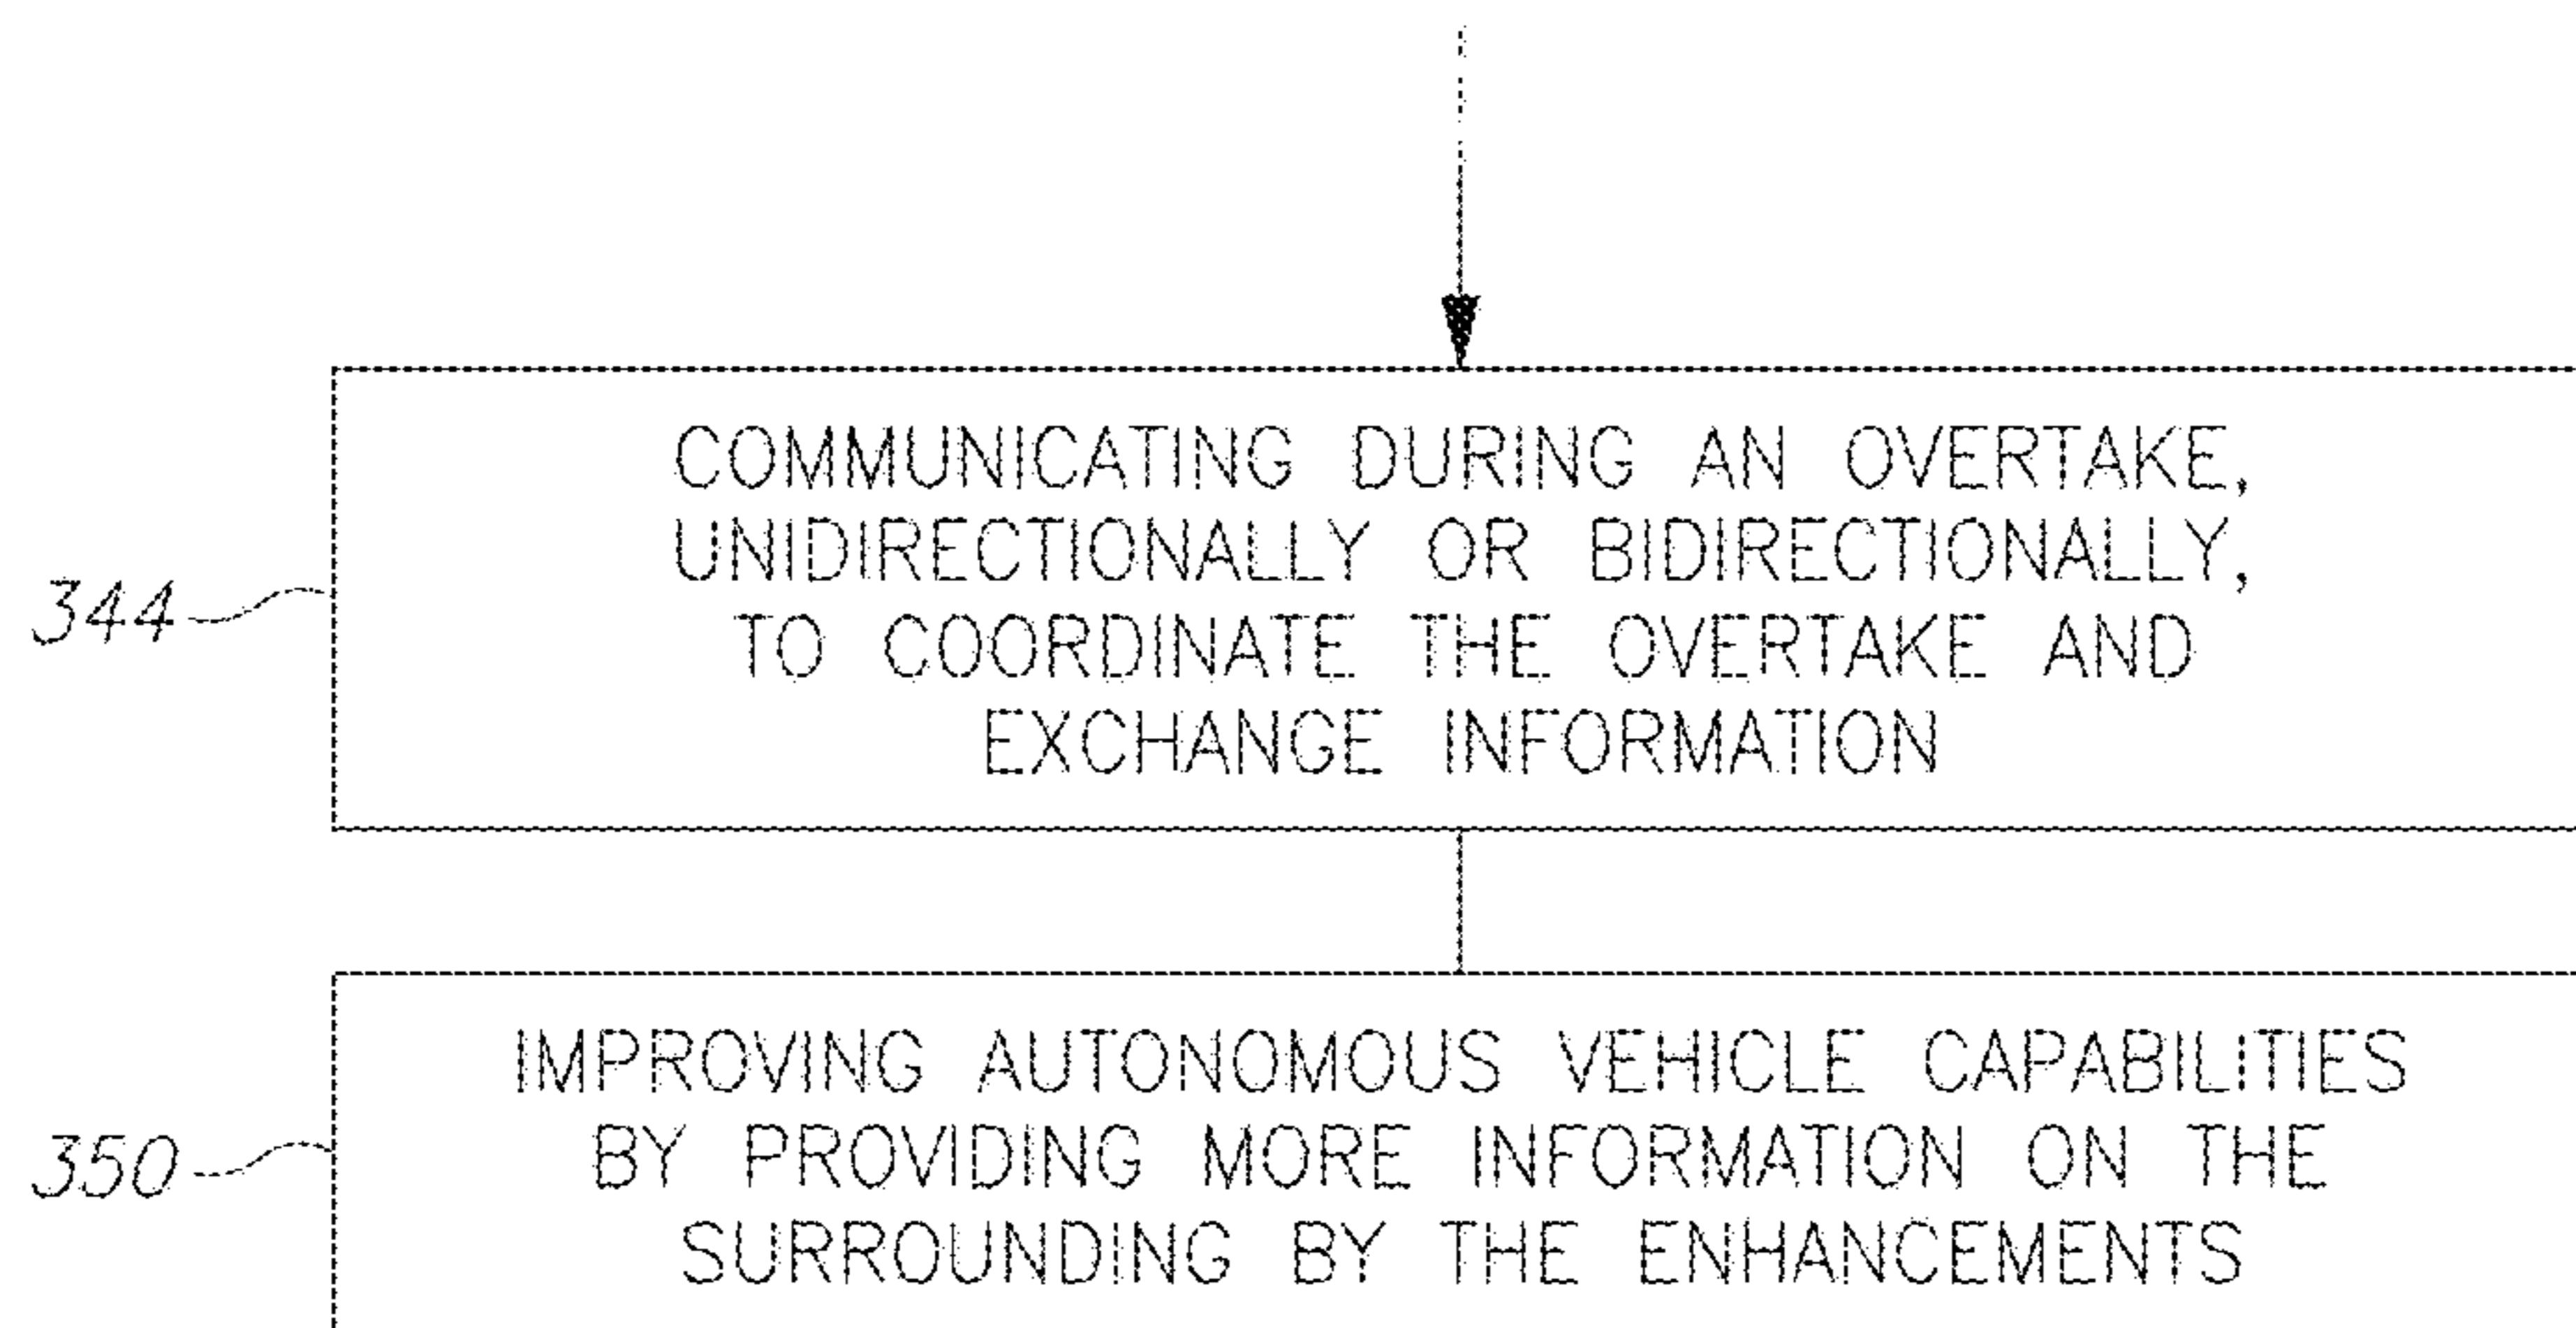 COMMUNICATING DURING AN OVERTAKE,
UNIDIRECTIONALLY OR BIDIRECTIONALLY,
344
TO COORDINATE THE OVERTAKE AND
EXCHANGE INFORMATION
IMPROVING AUTONOMOUS VEHICLE CAPABILITIES
350
BY PROVIDING MORE INFORMATION ON THE
SURROUNDING BY THE ENHANCEMENTS